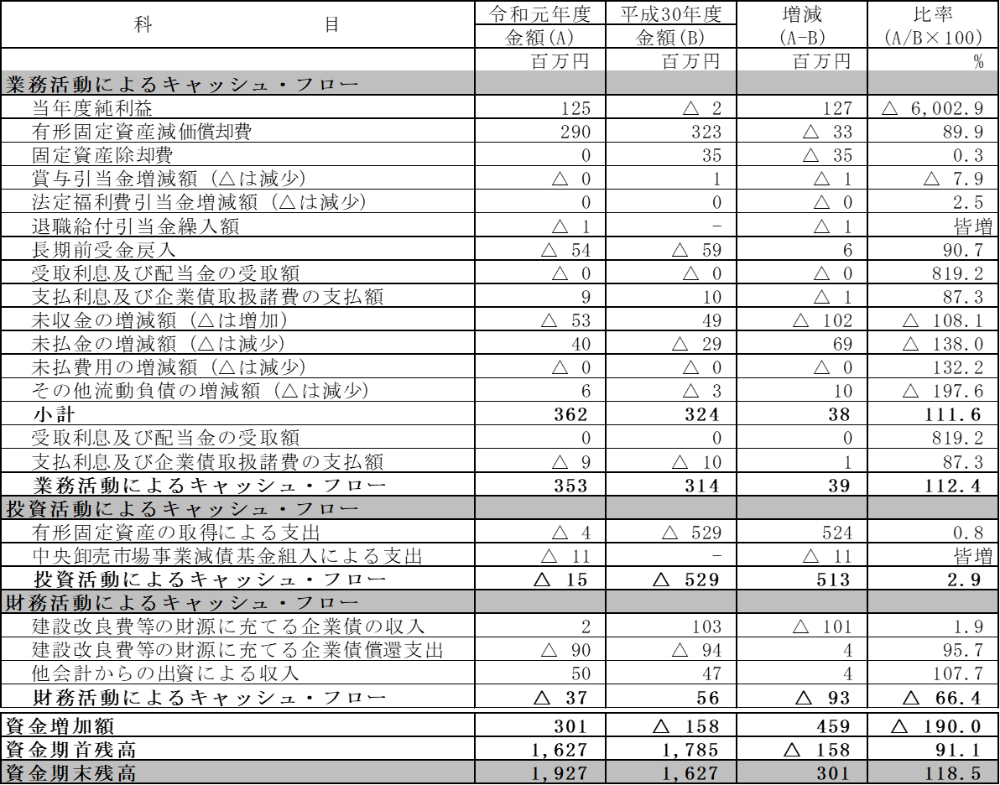 科　　　目 令和元年度 平成30年度 増減 比率
金額(A) 金額(B) (A-B) (A/B×100)
百万円 百万円 百万円 %
業務活動によるキャッシュ・フロー
当年度純利益 125 △ 2 127 △ 6,002.9
有形固定資産減価償却費 290 323 △ 33 89.9
固定資産除却費 0 35 △ 35 0.3
賞与引当金増減額（△は減少） △ 0 1 △ 1 △ 7.9
法定福利費引当金増減額（△は減少） 0 0 △ 0 2.5
退職給付引当金繰入額 △ 1 - △ 1 皆増
長期前受金戻入 △ 54 △ 59 6 90.7
受取利息及び配当金の受取額 △ 0 △ 0 △ 0 819.2
支払利息及び企業債取扱諸費の支払額 9 10 △ 1 87.3
未収金の増減額（△は増加） △ 53 49 △ 102 △ 108.1
未払金の増減額（△は減少） 40 △ 29 69 △ 138.0
未払費用の増減額（△は減少） △ 0 △ 0 △ 0 132.2
その他流動負債の増減額（△は減少） 6 △ 3 10 △ 197.6
小計 362 324 38 111.6
受取利息及び配当金の受取額 0 0 0 819.2
支払利息及び企業債取扱諸費の支払額 △ 9 △ 10 1 87.3
業務活動によるキャッシュ・フロー 353 314 39 112.4
投資活動によるキャッシュ・フロー
有形固定資産の取得による支出 △ 4 △ 529 524 0.8
中央卸売市場事業減債基金組入による支出 △ 11 - △ 11 皆増
投資活動によるキャッシュ・フロー △ 15 △ 529 513 2.9
財務活動によるキャッシュ・フロー
建設改良費等の財源に充てる企業債の収入 2 103 △ 101 1.9
建設改良費等の財源に充てる企業債償還支出 △ 90 △ 94 4 95.7
他会計からの出資による収入 50 47 4 107.7
財務活動によるキャッシュ・フロー △ 37 56 △ 93 △ 66.4
資金増加額 301 △ 158 459 △ 190.0
資金期首残高 1,627 1,785 △ 158 91.1
資金期末残高 1,927 1,627 301 118.5